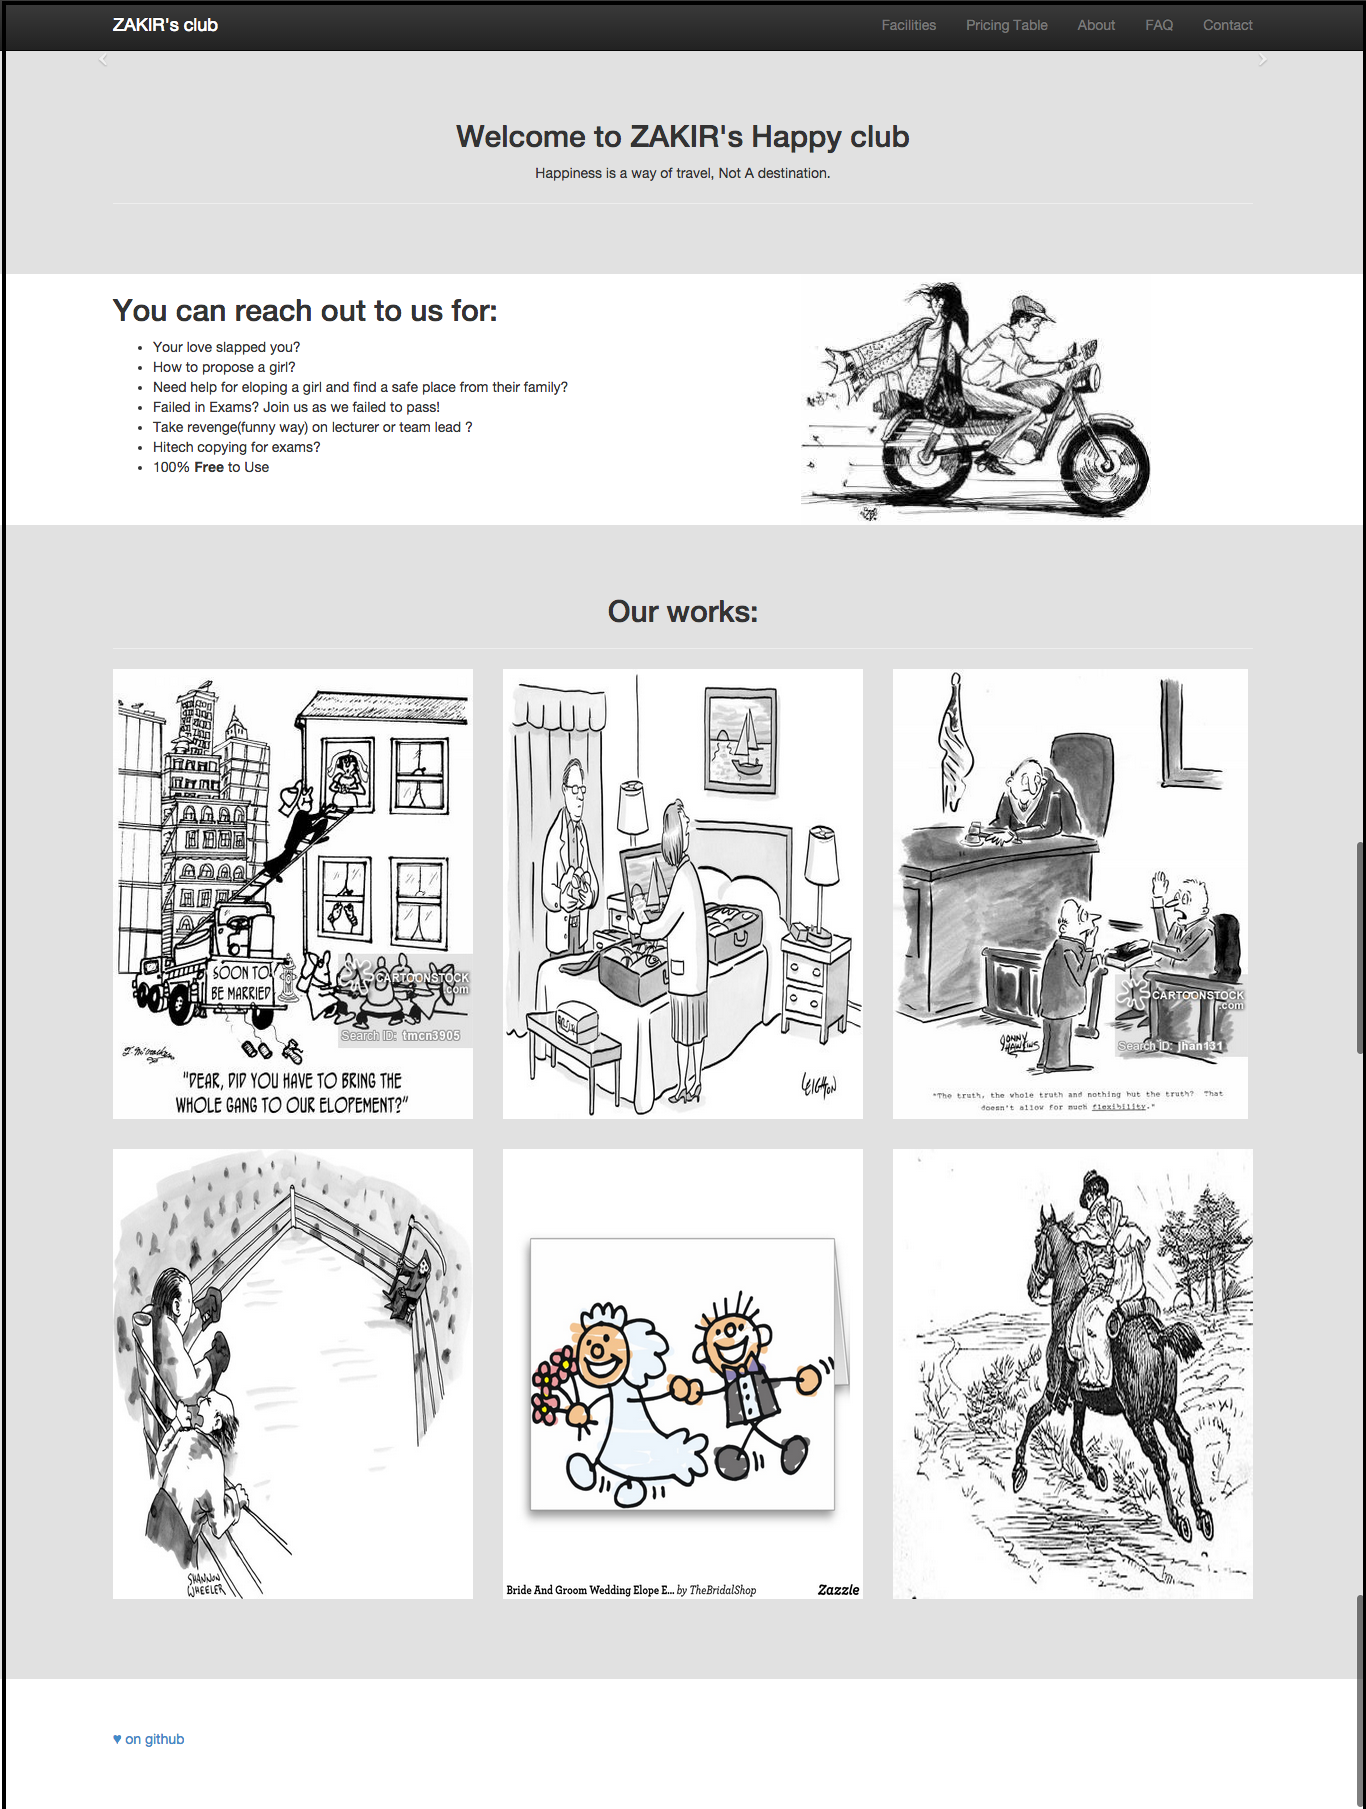 ZAKIR's club
Facilities
Pricing Table
About
FAQ
Contact
Welcome to ZAKIR's Happy club
Happiness is a way of travel, Not A destination.
You can reach out to us for:
Your love slapped you?
How to propose a girl?
Need help for eloping a girl and find a safe place from their family?
Failed in Exams? Join us as we failed to pass!
Take revenge(funny way) on lecturer or team lead ?
Hitech copying for exams?
100% Free to Use
Our works:
SOON TO
BE MARRIED
CARTOONSTOCK
.com
Search ID: tmcn3905
"DEAR, DID YOU HAVE TO BRING THE
WHOLE GANG TO OUR ELOPEMENT?"
LEIGHTON
JONNY
HAWKINS
CARTOONSTOCK
.com
Search ID: jhan131
"The truth, the whole truth and nothing but the truth? That
doesn't allow for much flexibility."
SHANNON
WHEELER
Bride And Groom Wedding Elope E... by TheBridalShop
Zazzle
♥ on github